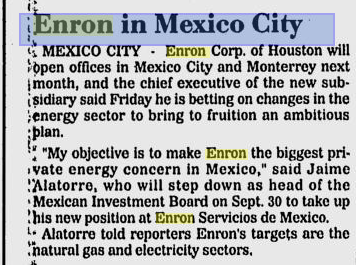 Enron in Mexico City
MEXICO CITY - Enron Corp. of Houston will
open offices in Mexico City and Monterrey next
month, and the chief executive of the new sub-
sidiary said Friday he is betting on changes in the
energy sector to bring to fruition an ambitious
plan.
"My objective is to make Enron the biggest pri-
vate energy concern in Mexico," said Jaime
Alatorre, who will step down as head of the
Mexican Investment Board on Sept. 30 to take up
his new position at Enron Servicios de Mexico.
Alatorre told reporters Enron's targets are the
natural gas and electricity sectors.